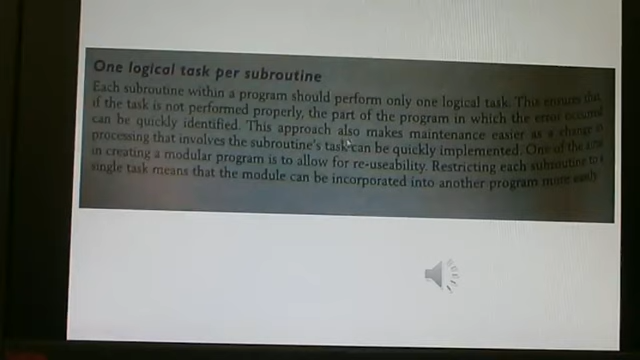 One logical task per subroutine
Each subroutine within a program should perform only one logical task. This ensures that
if the task is not performed properly, the part of the program in which the error occurred
can be quickly identified. This approach also makes maintenance easier as a change in
processing that involves the subroutine's task can be quickly implemented. One of the
in creating a modular program is to allow for re-useability. Restricting each subroutine to a
single task means that the module can be incorporated into another program more easily